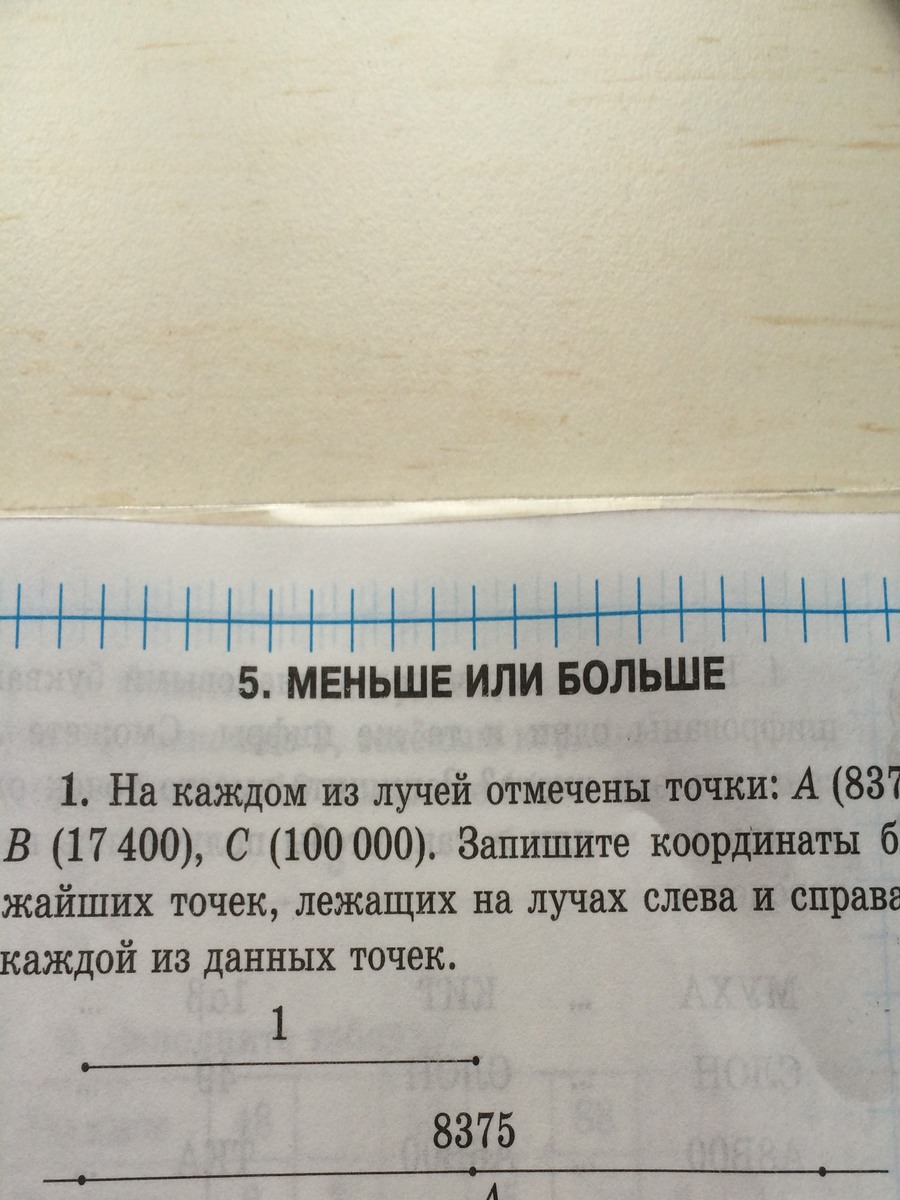 5. МЕНЬШЕ ИЛИ БОЛЬШЕ
1. На каждом из лучей отмечены точки: A (837
B (17 400), C (100 000). Запишите координаты б
жайших точек, лежащих на лучах слева и справа
каждой из данных точек.
1
8375
A